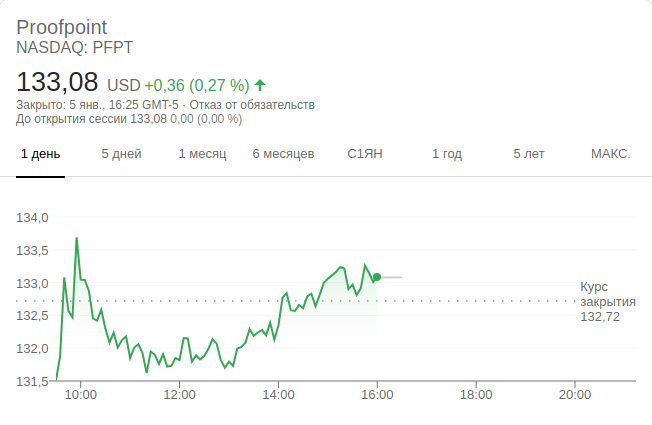 Proofpoint
NASDAQ: PFPT
133,08 USD +0,36 (0,27 %)
Закрыто: 5 янв., 16:25 GMT-5 · Отказ от обязательств
До открытия сессии 133,08 0,00 (0,00 %)
1 день 5 дней 1 месяц 6 месяцев С1ЯН 1 год 5 лет МАКС.
134,0
133,5
133,0
132,5
132,0
131,5
Курс
закрытия
132,72
10:00 12:00 14:00 16:00 18:00 20:00